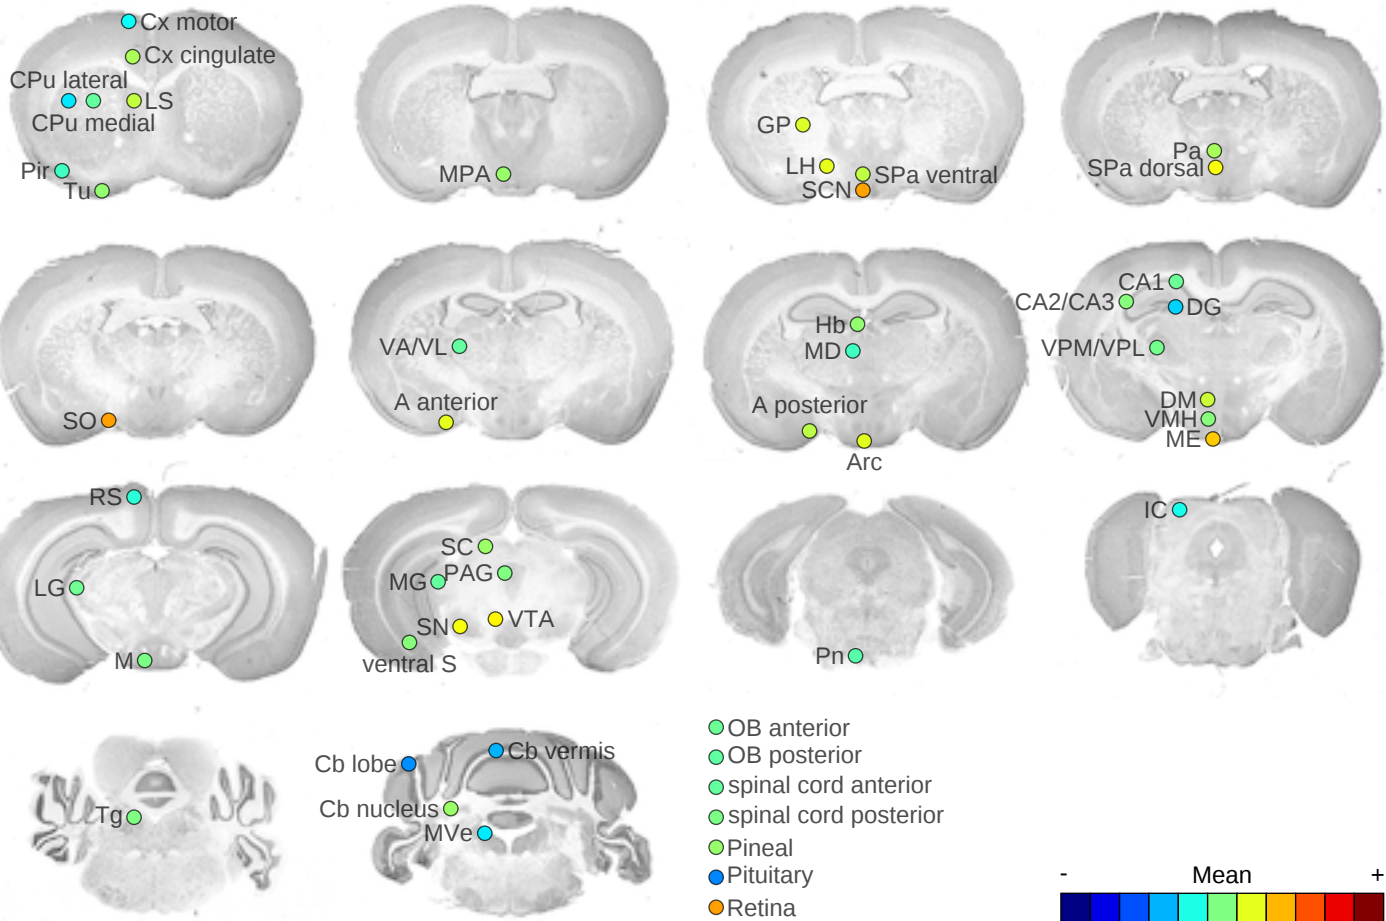 Cx motor
Cx cingulate
CPu lateral
LS
CPu medial
Pir
Tu
MPA
GP
LH
SPa ventral
SCN
Pa
SPa dorsal
SO
VA/VL
A anterior
Hb
MD
A posterior
Arc
CA1
CA2/CA3
DG
VPM/VPL
DM
VMH
ME
RS
LG
M
SC
MG
PAG
SN
VTA
ventral S
Pn
IC
Tg
Cb lobe
Cb vermis
Cb nucleus
MVe
OB anterior
OB posterior
spinal cord anterior
spinal cord posterior
Pineal
Pituitary
Retina
- Mean +